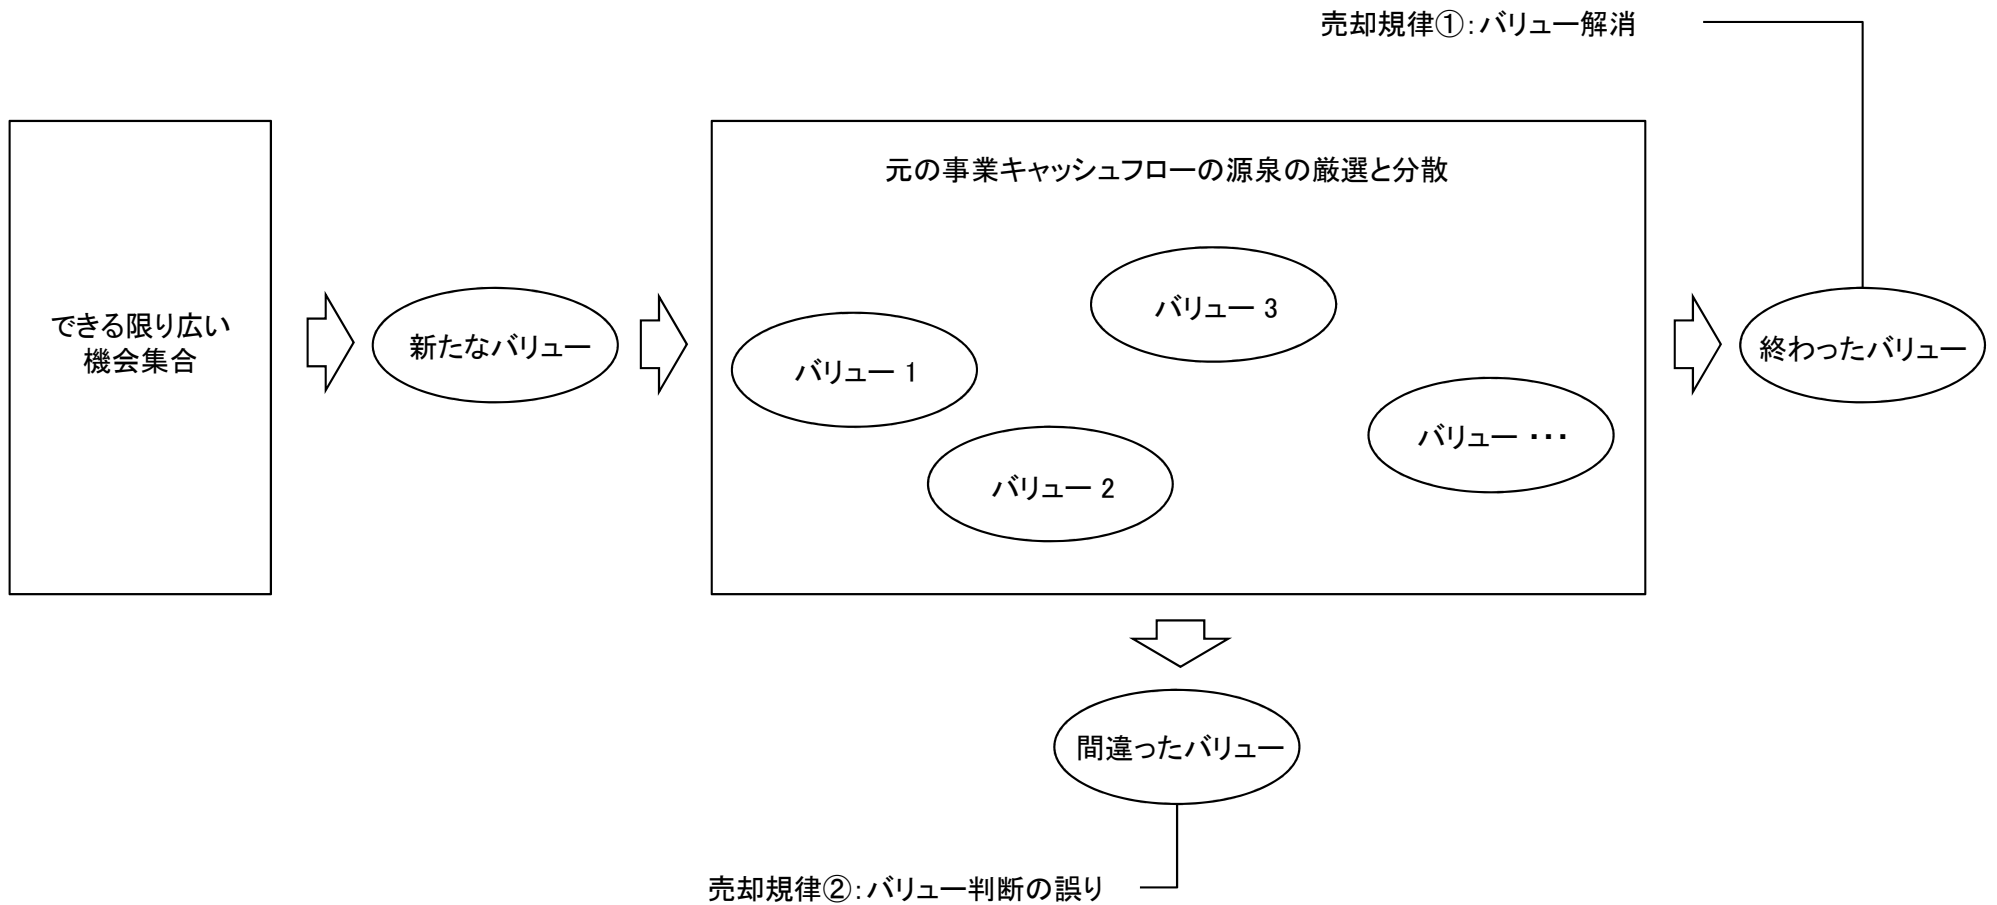 売却規律①：バリュー解消
元の事業キャッシュフローの源泉の厳選と分散
できる限り広い
機会集合
新たなバリュー
バリュー 1
バリュー 2
バリュー 3
バリュー ・・・
終わったバリュー
間違ったバリュー
売却規律②：バリュー判断の誤り